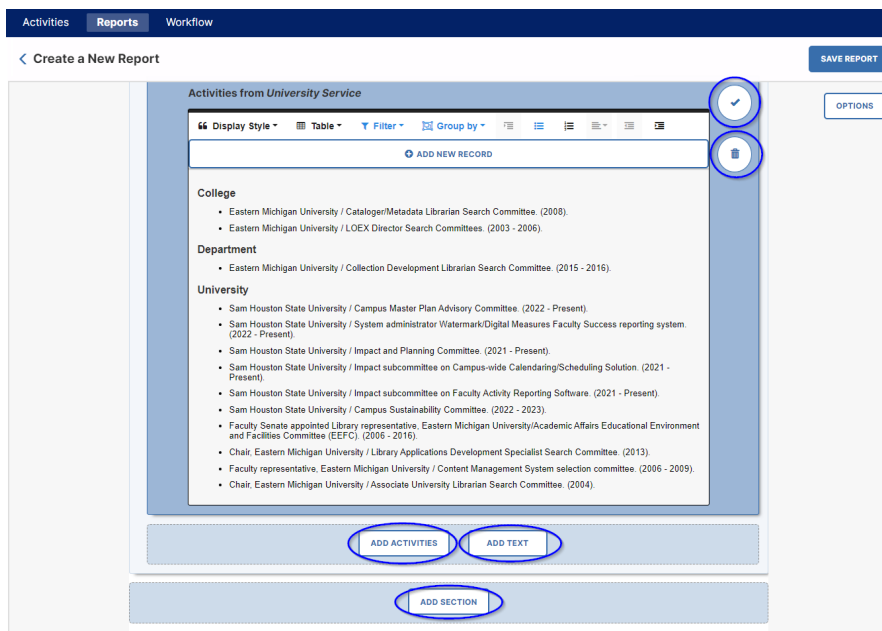 Activities Reports Workflow
Create a New Report
SAVE REPORT
Activities from University Service
OPTIONS
Display Style Table Filter Group by
ADD NEW RECORD
College
• Eastern Michigan University / Cataloger/Metadata Librarian Search Committee. (2008).
• Eastern Michigan University / LOEX Director Search Committees. (2003 - 2006).
Department
• Eastern Michigan University / Collection Development Librarian Search Committee. (2015 - 2016).
University
• Sam Houston State University / Campus Master Plan Advisory Committee. (2022 - Present).
• Sam Houston State University / System administrator Watermark/Digital Measures Faculty Success reporting system.
(2022 - Present).
• Sam Houston State University / Impact and Planning Committee. (2021 - Present).
• Sam Houston State University / Impact subcommittee on Campus-wide Calendaring/Scheduling Solution. (2021 -
Present).
• Sam Houston State University / Impact subcommittee on Faculty Activity Reporting Software. (2021 - Present).
• Sam Houston State University / Campus Sustainability Committee. (2022 - 2023).
• Faculty Senate appointed Library representative, Eastern Michigan University/Academic Affairs Educational Environment
and Facilities Committee (EEFC). (2006 - 2016).
• Chair, Eastern Michigan University / Library Applications Development Specialist Search Committee. (2013).
• Faculty representative, Eastern Michigan University / Content Management System selection committee. (2006 - 2009).
• Chair, Eastern Michigan University / Associate University Librarian Search Committee. (2004).
ADD ACTIVITIES ADD TEXT
ADD SECTION